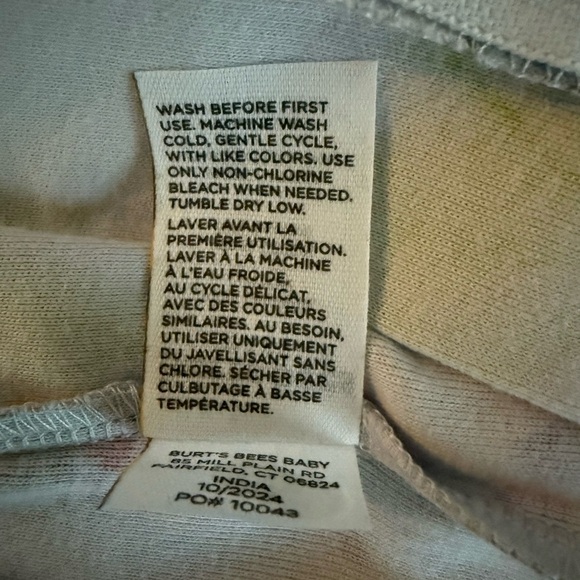 WASH BEFORE FIRST
USE. MACHINE WASH
COLD, GENTLE CYCLE,
WITH LIKE COLORS. USE
ONLY NON-CHLORINE
BLEACH WHEN NEEDED.
TUMBLE DRY LOW.
LAVER AVANT LA
PREMIÈRE UTILISATION.
LAVER À LA MACHINE
À L'EAU FROIDE,
AU CYCLE DÉLICAT,
AVEC DES COULEURS
SIMILAIRES. AU BESOIN,
UTILISER UNIQUEMENT
DU JAVELLISANT SANS
CHLORE. SÉCHER PAR
CULBUTAGE À BASSE
TEMPÉRATURE.
BURT'S BEES BABY
85 MILL PLAIN RD
FAIRFIELD, CT 06824
INDIA
10/2024
PO# 10043